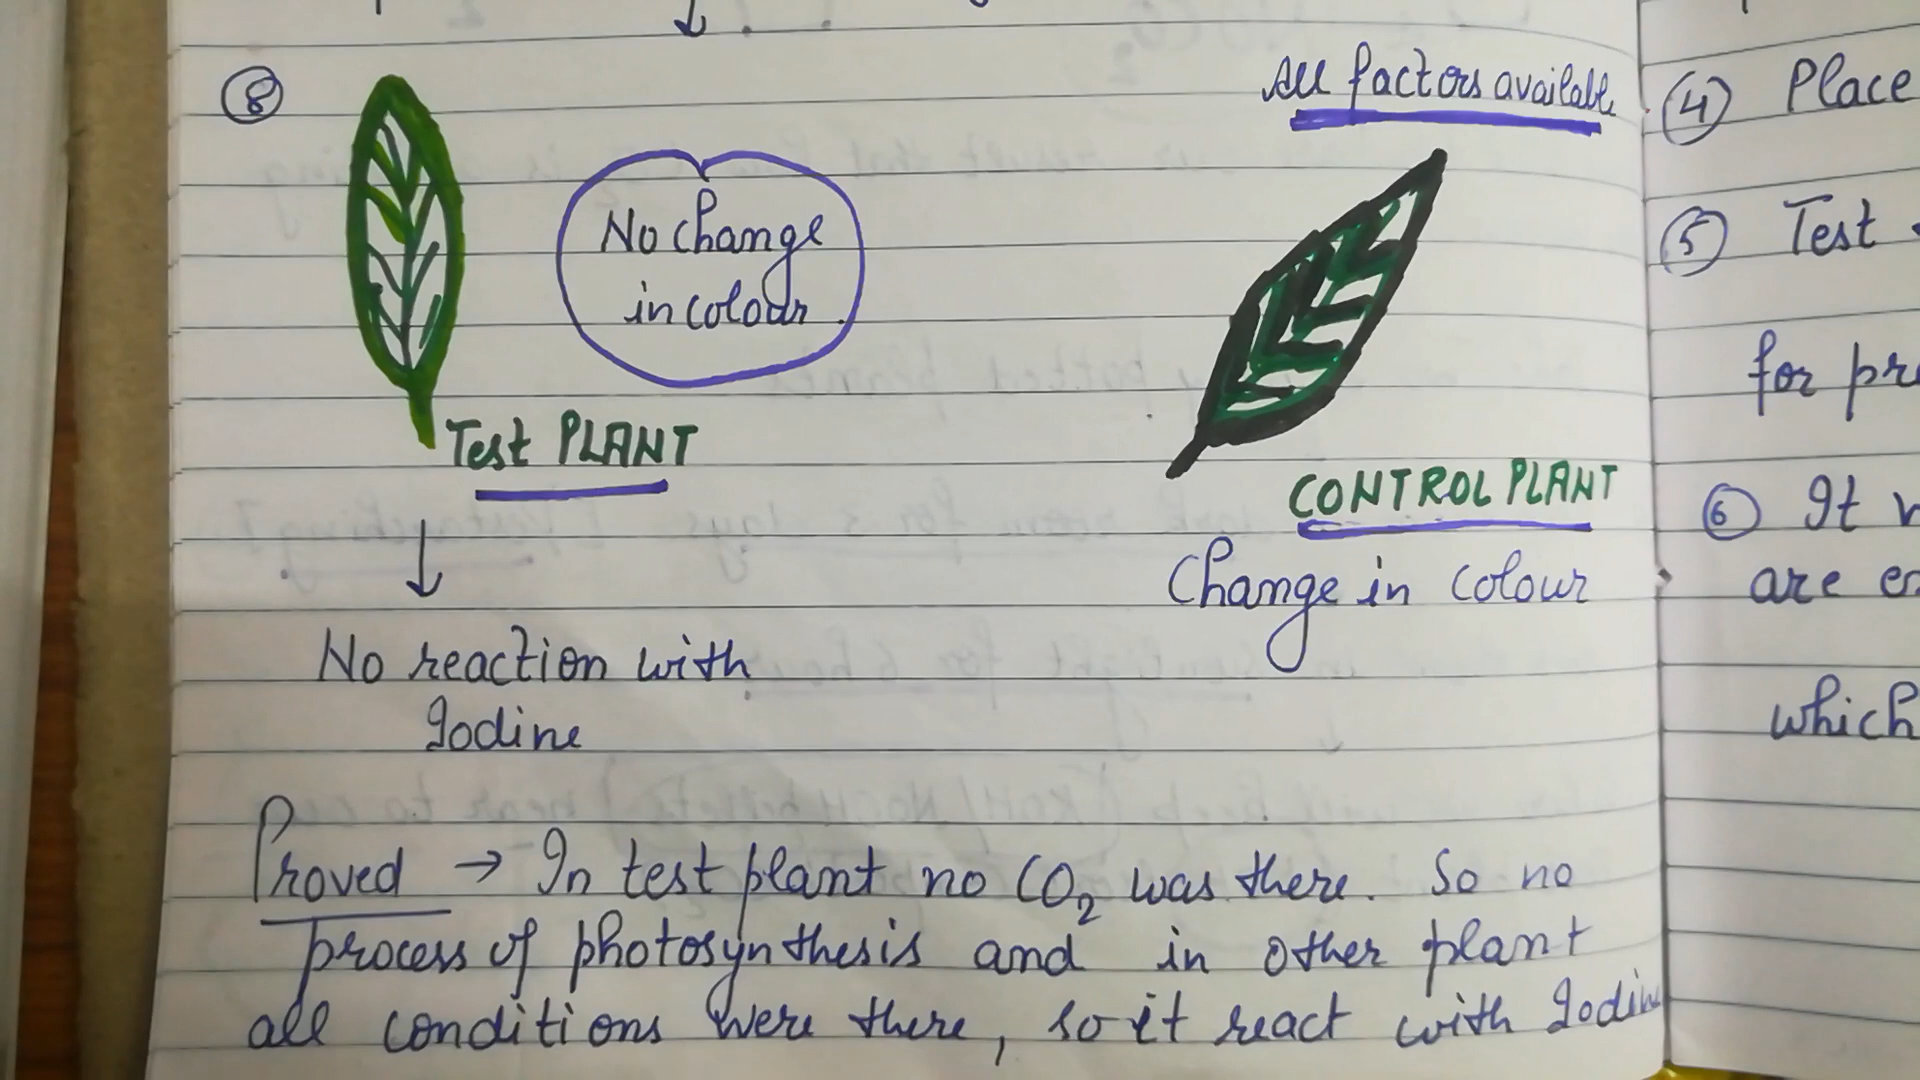 8
All factors available
No change
in colour.
Test PLANT
CONTROL PLANT
Change in colour
No reaction with
Iodine
Proved → In test plant no CO₂ was there. So no
process of photosynthesis and in other plant
all conditions were there, so it react with Iodine
4 Place
5 Test
for
6 It
are
which